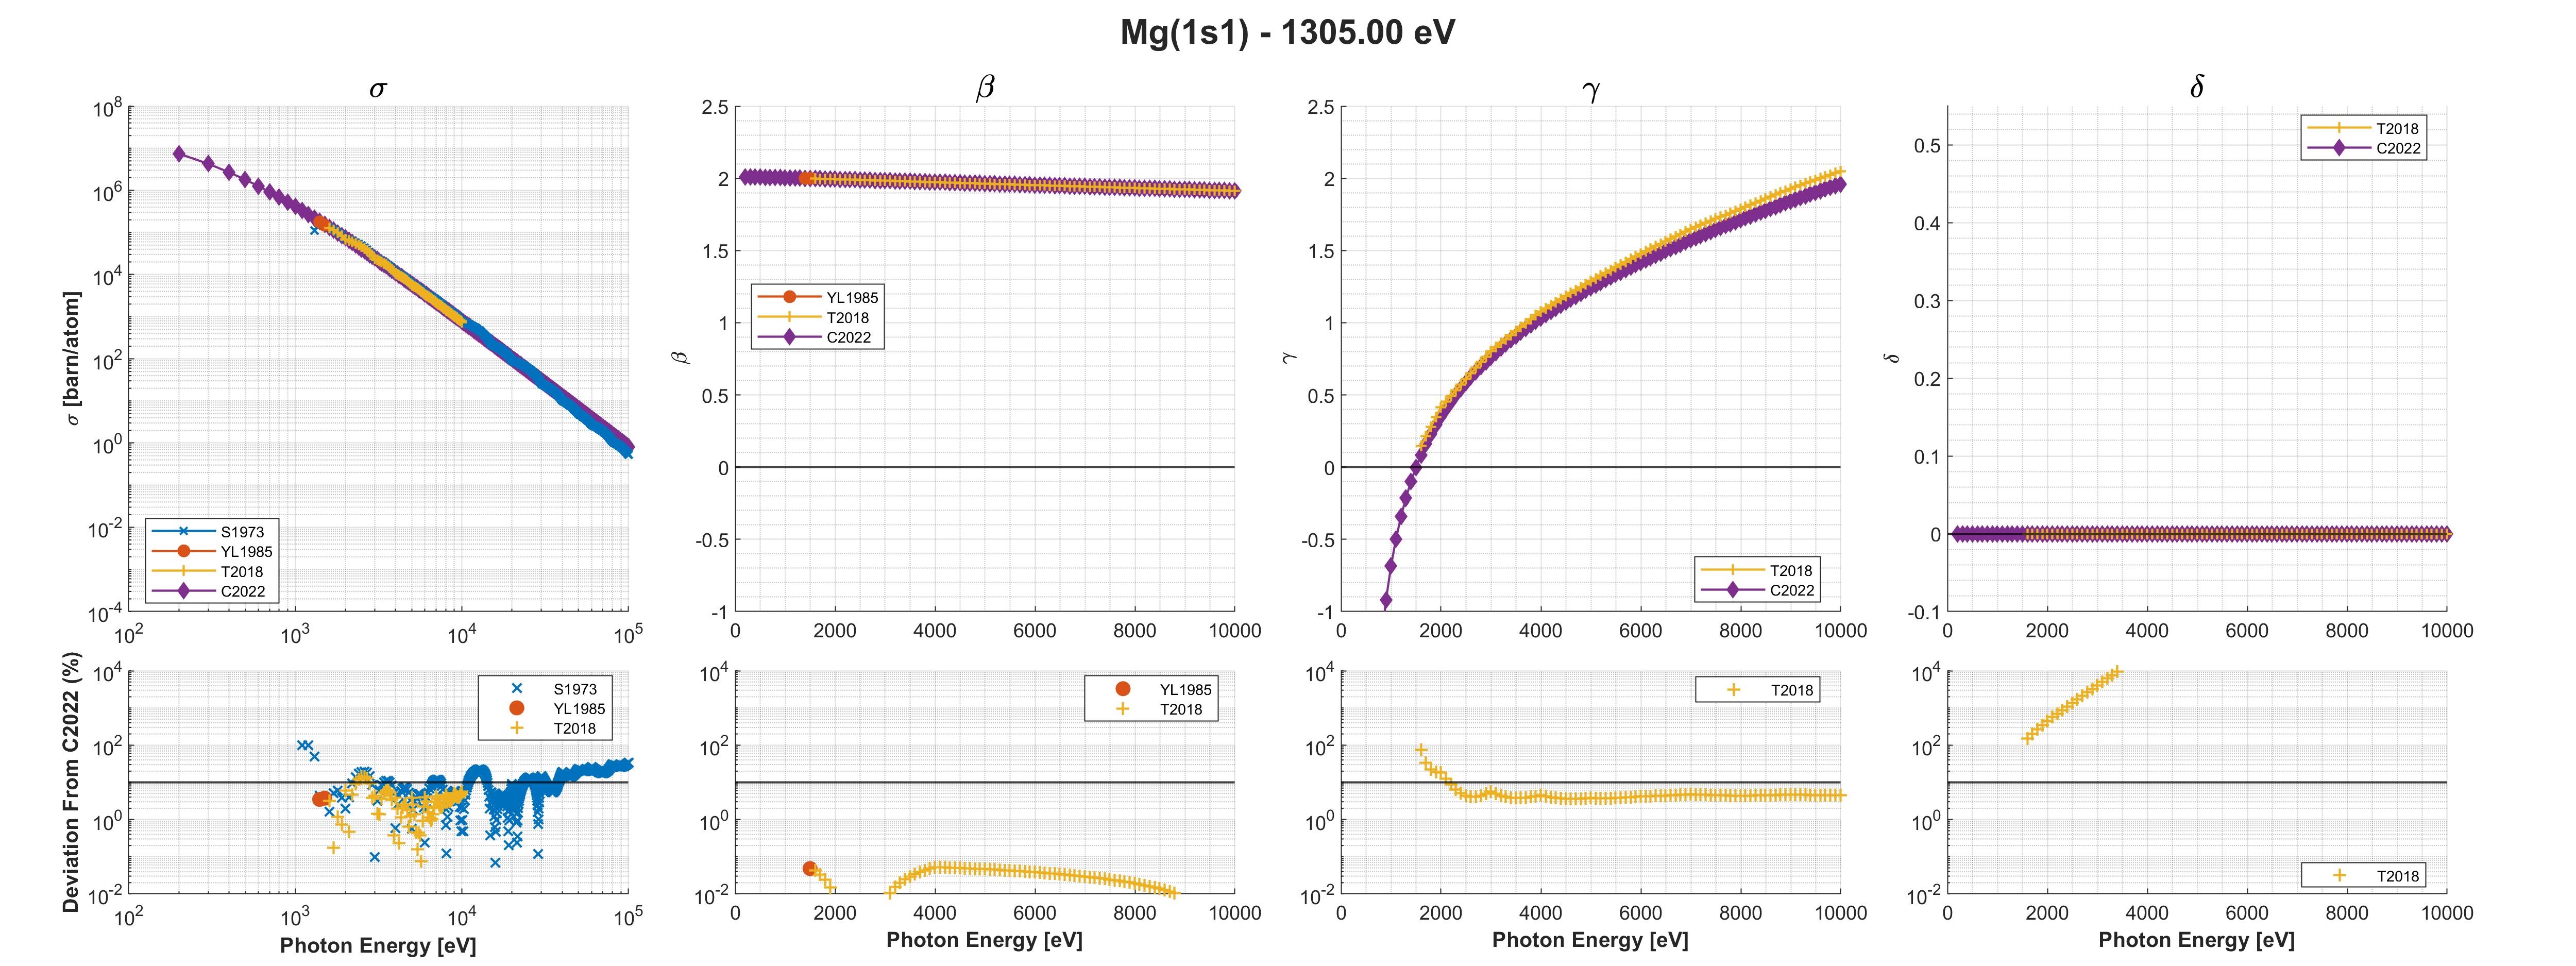 Mg(1s1) - 1305.00 eV
σ
σ [barn/atom]
10^8
10^6
10^4
10^2
10^0
10^-2
10^-4
10^2
10^3
10^4
10^5
S1973
YL1985
T2018
C2022
β
β
2.5
2
1.5
1
0.5
0
-0.5
-1
0
2000
4000
6000
8000
10000
YL1985
T2018
C2022
γ
γ
2.5
2
1.5
1
0.5
0
-0.5
-1
0
2000
4000
6000
8000
10000
T2018
C2022
δ
δ
0.5
0.4
0.3
0.2
0.1
0
-0.1
0
2000
4000
6000
8000
10000
T2018
C2022
Deviation From C2022 (%)
10^4
10^2
10^0
10^-2
10^2
10^3
10^4
10^5
S1973
YL1985
T2018
Photon Energy [eV]
10^4
10^2
10^0
10^-2
0
2000
4000
6000
8000
10000
YL1985
T2018
Photon Energy [eV]
10^4
10^2
10^0
10^-2
0
2000
4000
6000
8000
10000
T2018
Photon Energy [eV]
10^4
10^2
10^0
10^-2
0
2000
4000
6000
8000
10000
T2018
Photon Energy [eV]